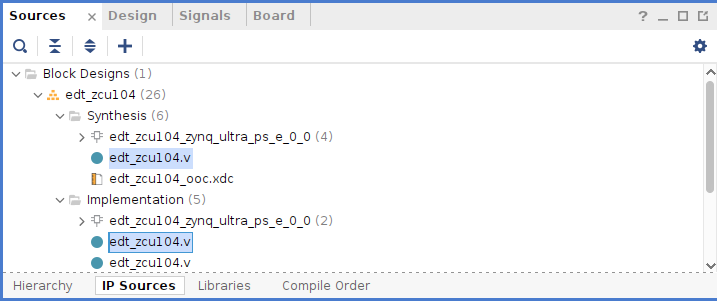 Sources × Design Signals Board ? _
Block Designs (1)
edt_zcu104 (26)
Synthesis (6)
edt_zcu104_zynq_ultra_ps_e_0_0 (4)
edt_zcu104.v
edt_zcu104_ooc.xdc
Implementation (5)
edt_zcu104_zynq_ultra_ps_e_0_0 (2)
edt_zcu104.v
edt_zcu104.v
Hierarchy IP Sources Libraries Compile Order